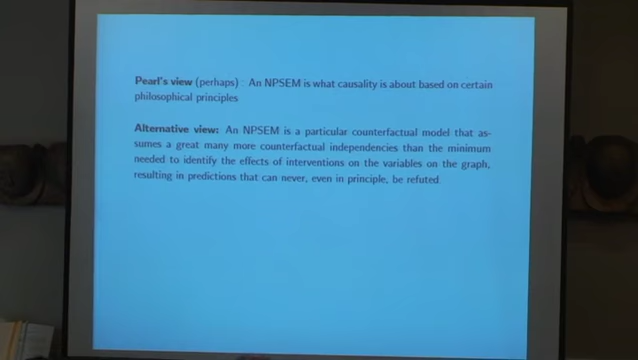 Pearl's view (perhaps) : An NPSEM is what causality is about based on certain
philosophical principles
Alternative view: An NPSEM is a particular counterfactual model that as-
sumes a great many more counterfactual independencies than the minimum
needed to identify the effects of interventions on the variables on the graph,
resulting in predictions that can never, even in principle, be refuted.